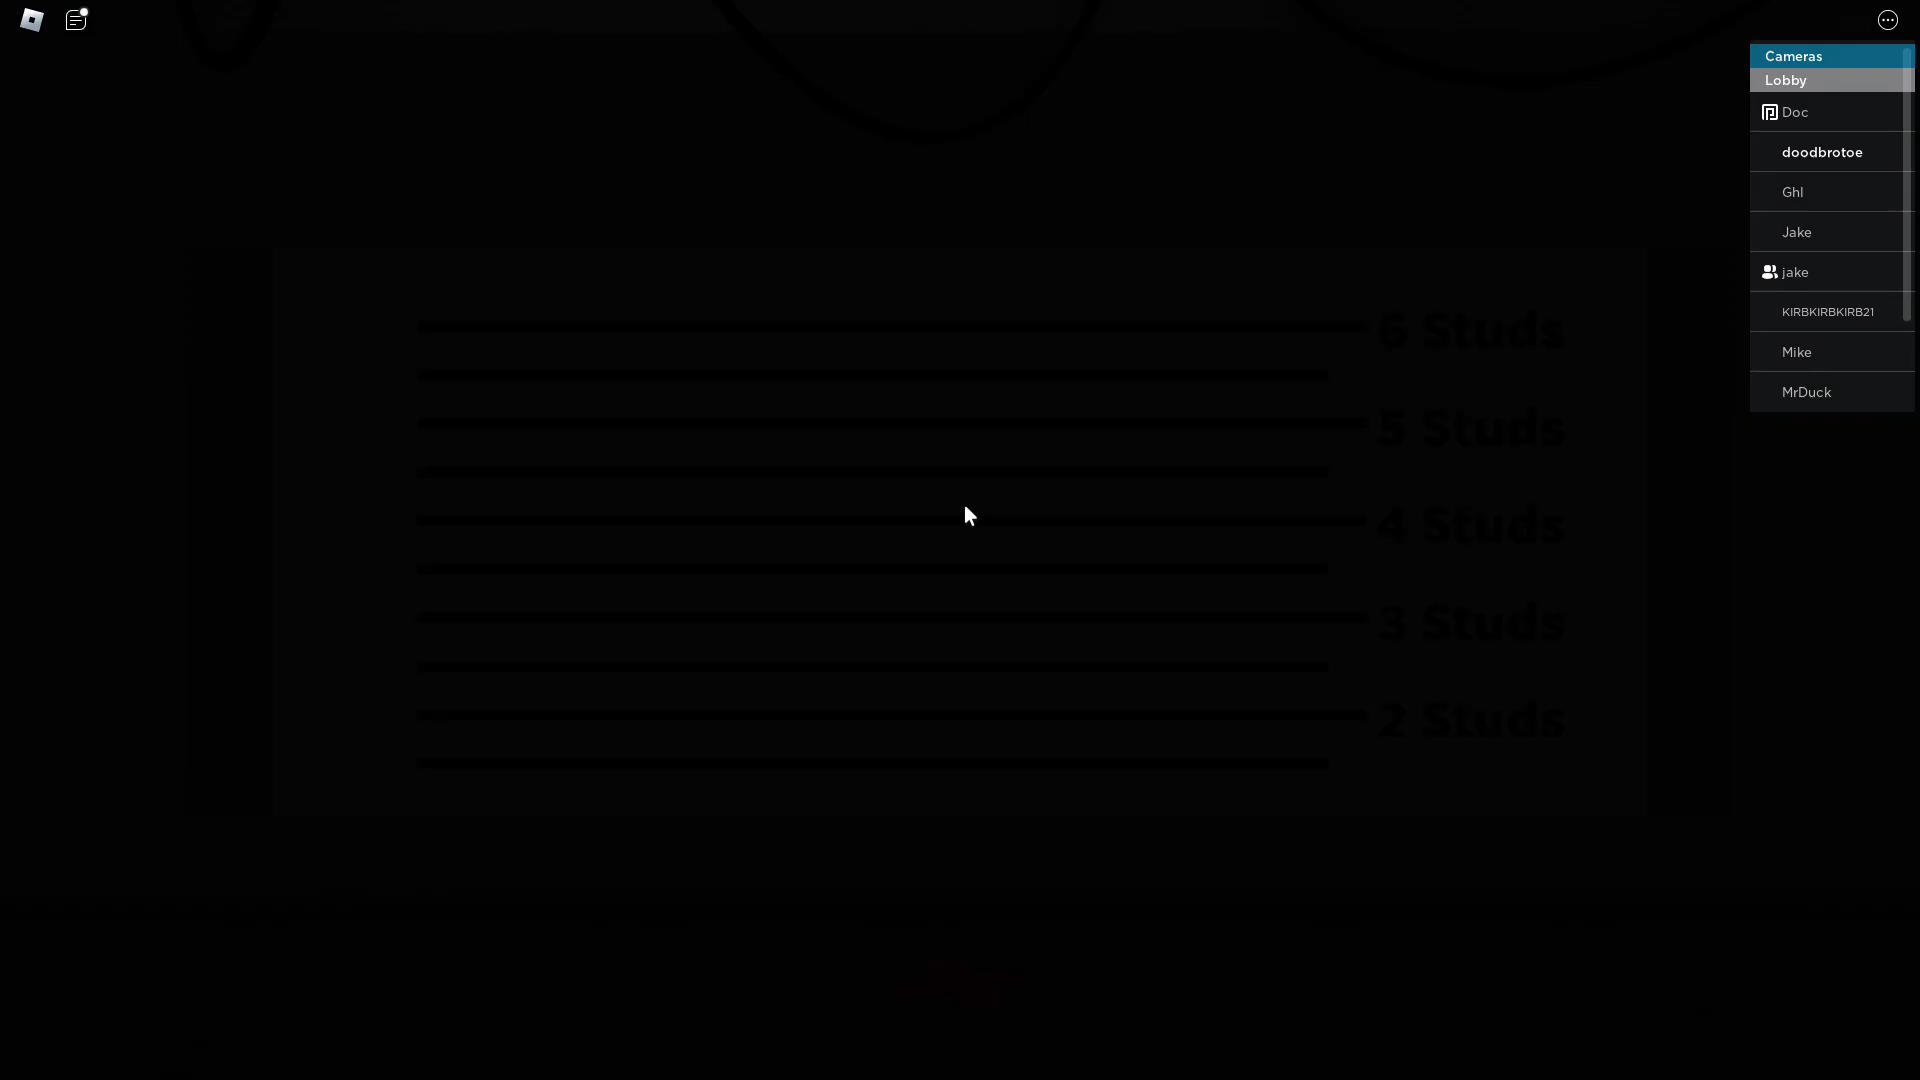 Cameras
Lobby
Doc
doodbrotoe
Ghl
Jake
jake
KIRBKIRBKIRB21
Mike
MrDuck
6 Studs
5 Studs
4 Studs
3 Studs
2 Studs